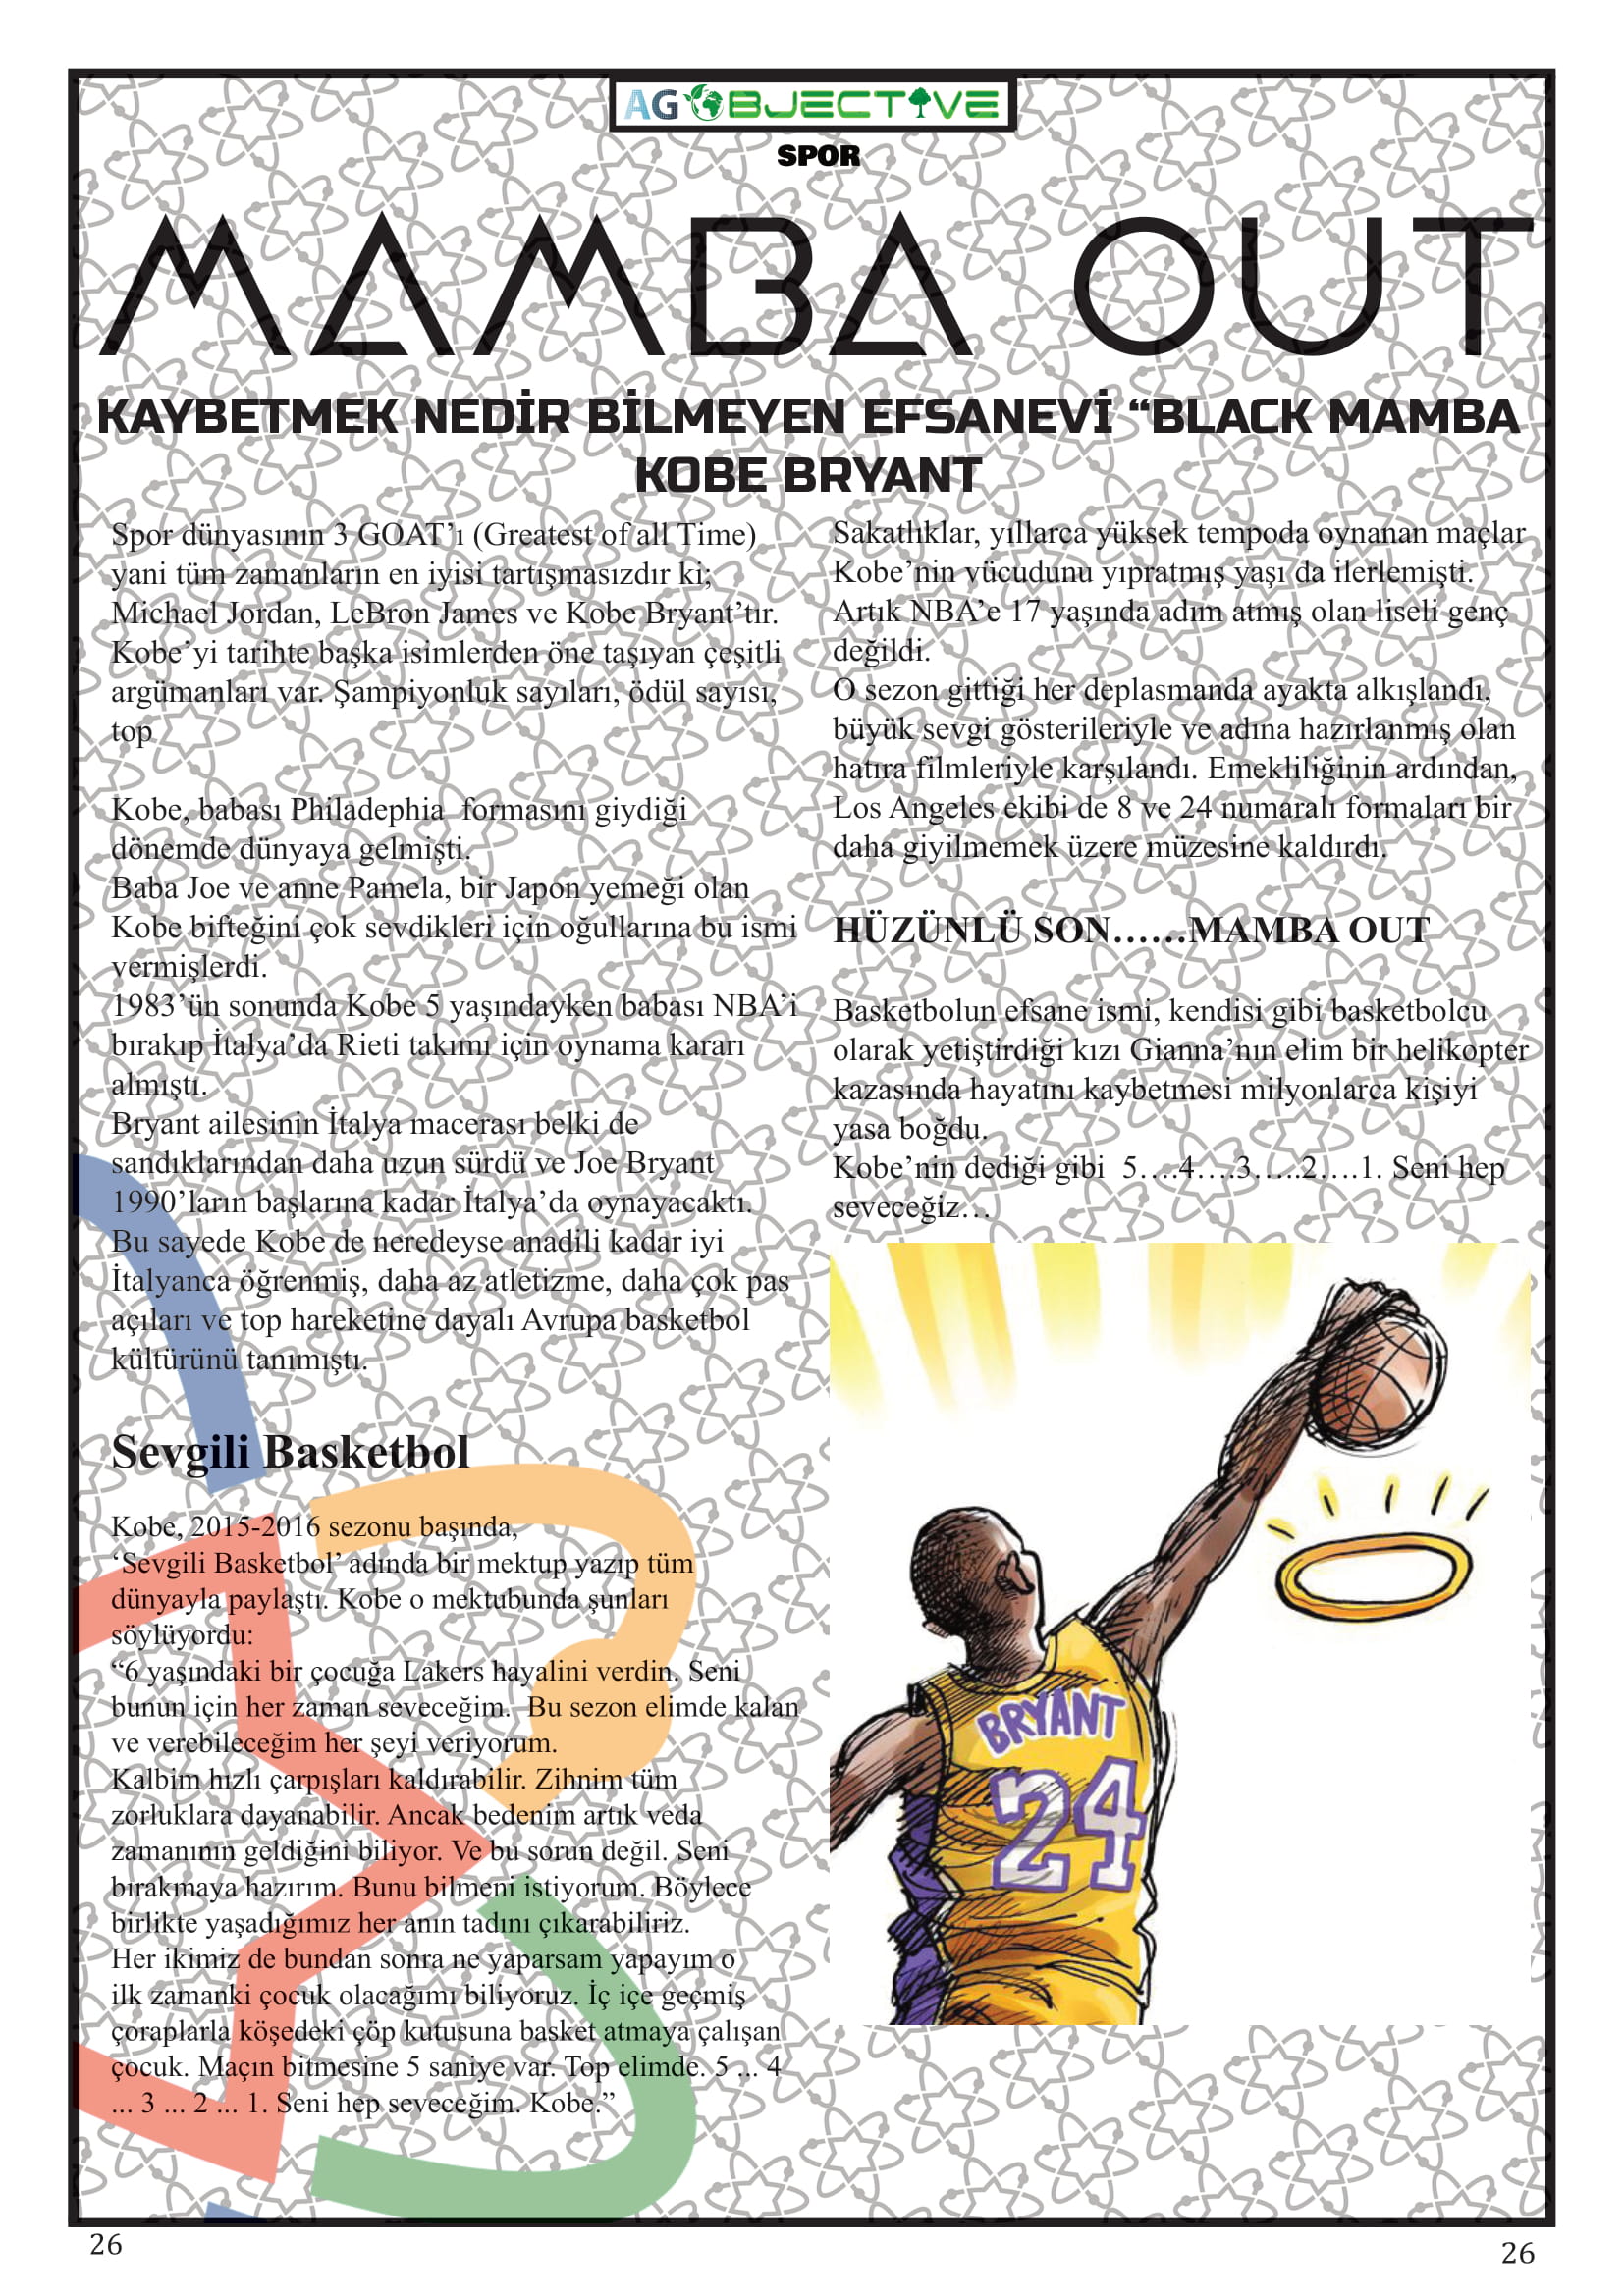 AG OBJECTIVE
SPOR
MAMBA OUT
KAYBETMEK NEDİR BİLMEYEN EFSANEVİ “BLACK MAMBA
KOBE BRYANT
Spor dünyasının 3 GOAT’ı (Greatest of all Time)
yani tüm zamanların en iyisi tartışmasızdır ki;
Michael Jordan, LeBron James ve Kobe Bryant’tır.
Kobe’yi tarihte başka isimlerden öne taşıyan çeşitli
argümanları var. Şampiyonluk sayıları, ödül sayısı,
top
Kobe, babası Philadephia  formasını giydiği
dönemde dünyaya gelmişti.
Baba Joe ve anne Pamela, bir Japon yemeği olan
Kobe bifteğini çok sevdikleri için oğullarına bu ismi
vermişlerdi.
1983’ün sonunda Kobe 5 yaşındayken babası NBA’i
bırakıp İtalya’da Rieti takımı için oynama kararı
almıştı.
Bryant ailesinin İtalya macerası belki de
sandıklarından daha uzun sürdü ve Joe Bryant
1990’ların başlarına kadar İtalya’da oynayacaktı.
Bu sayede Kobe de neredeyse anadili kadar iyi
İtalyanca öğrenmiş, daha az atletizme, daha çok pas
açıları ve top hareketine dayalı Avrupa basketbol
kültürünü tanımıştı.
Sevgili Basketbol
Kobe, 2015-2016 sezonu başında,
‘Sevgili Basketbol’ adında bir mektup yazıp tüm
dünyayla paylaştı. Kobe o mektubunda şunları
söylüyordu:
“6 yaşındaki bir çocuğa Lakers hayalini verdin. Seni
bunun için her zaman seveceğim.  Bu sezon elimde kalan
ve verebileceğim her şeyi veriyorum.
Kalbim hızlı çarpışları kaldırabilir. Zihnim tüm
zorluklara dayanabilir. Ancak bedenim artık veda
zamanının geldiğini biliyor. Ve bu sorun değil. Seni
bırakmaya hazırım. Bunu bilmeni istiyorum. Böylece
birlikte yaşadığımız her anın tadını çıkarabiliriz.
Her ikimiz de bundan sonra ne yaparsam yapayım o
ilk zamanki çocuk olacağımı biliyoruz. İç içe geçmiş
çoraplarla köşedeki çöp kutusuna basket atmaya çalışan
çocuk. Maçın bitmesine 5 saniye var. Top elimde. 5 ... 4
... 3 ... 2 ... 1. Seni hep seveceğim. Kobe.”
Sakatlıklar, yıllarca yüksek tempoda oynanan maçlar
Kobe’nin vücudunu yıpratmış yaşı da ilerlemişti.
Artık NBA’e 17 yaşında adım atmış olan liseli genç
değildi.
O sezon gittiği her deplasmanda ayakta alkışlandı,
büyük sevgi gösterileriyle ve adına hazırlanmış olan
hatıra filmleriyle karşılandı. Emekliliğinin ardından,
Los Angeles ekibi de 8 ve 24 numaralı formaları bir
daha giyilmemek üzere müzesine kaldırdı.
HÜZÜNLÜ SON……MAMBA OUT
Basketbolun efsane ismi, kendisi gibi basketbolcu
olarak yetiştirdiği kızı Gianna’nın elim bir helikopter
kazasında hayatını kaybetmesi milyonlarca kişiyi
yasa boğdu.
Kobe’nin dediği gibi  5….4….3…..2….1. Seni hep
seveceğiz…
BRYANT
24
26
26